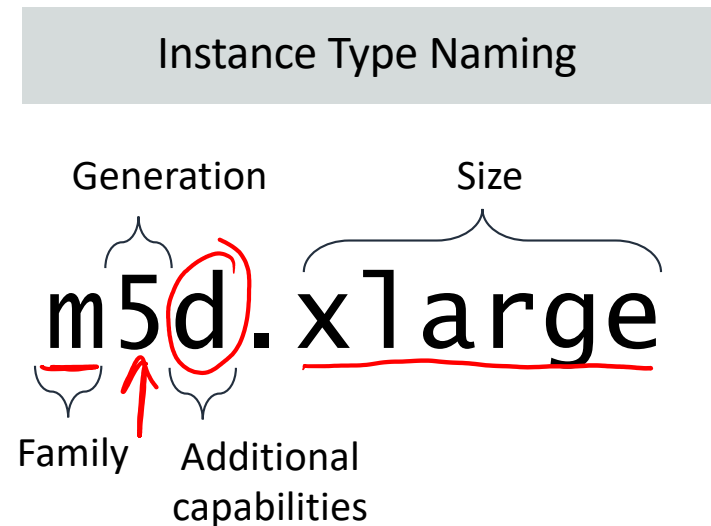 Instance Type Naming
Generation Size
m5d.xlarge
Family Additional
capabilities